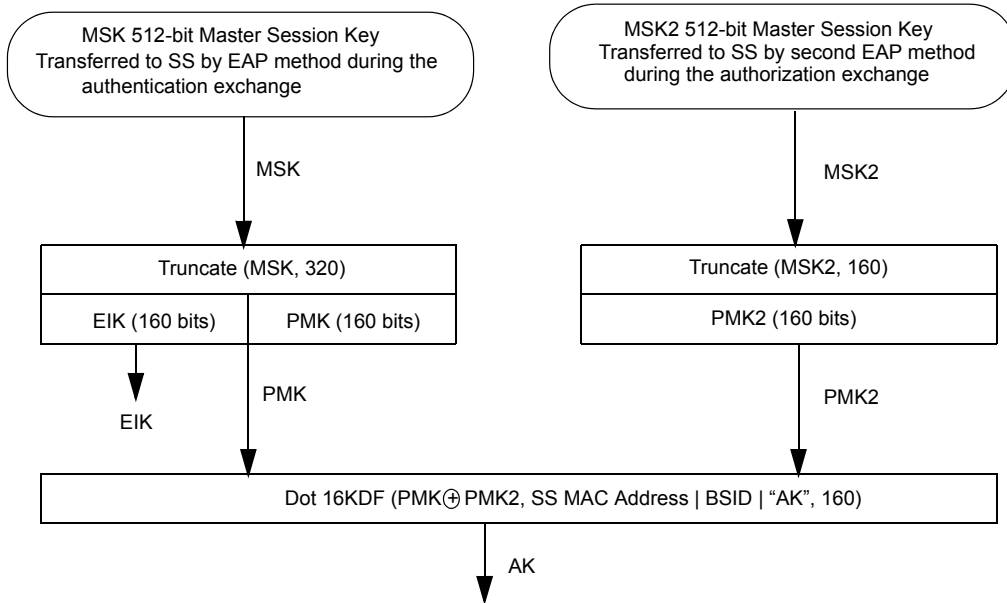 MSK 512-bit Master Session Key
Transferred to SS by EAP method during the
authentication exchange
MSK2 512-bit Master Session Key
Transferred to SS by second EAP method
during the authorization exchange
MSK
MSK2
Truncate (MSK, 320)
Truncate (MSK2, 160)
EIK (160 bits)
PMK (160 bits)
PMK2 (160 bits)
EIK
PMK
PMK2
Dot 16KDF (PMK⊕PMK2, SS MAC Address | BSID | “AK”, 160)
AK